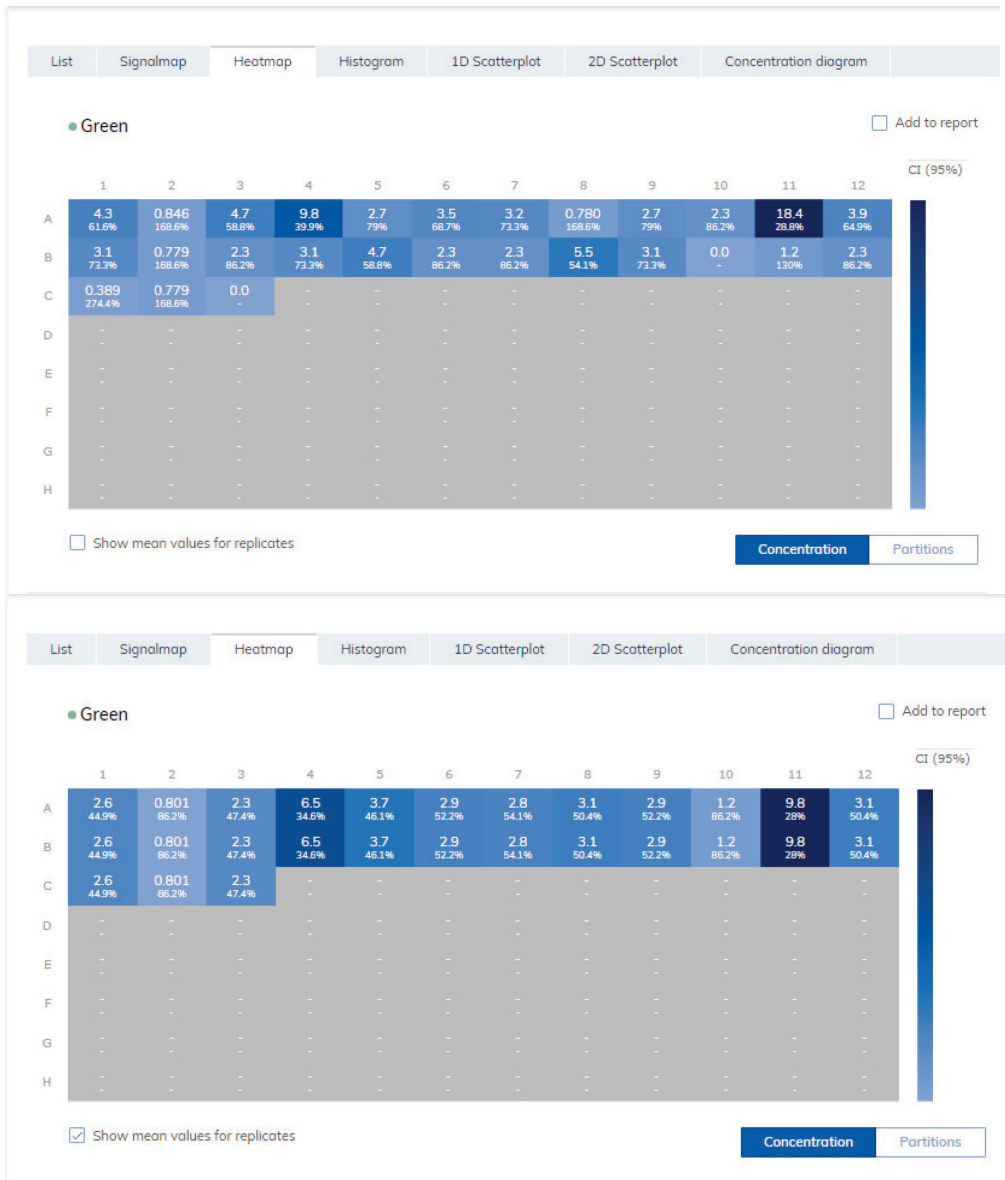 List Signalmap Heatmap Histogram 1D Scatterplot 2D Scatterplot Concentration diagram
Green
Add to report
CI (95%)
1 2 3 4 5 6 7 8 9 10 11 12
A 4.3 0.846 4.7 9.8 2.7 3.5 3.2 0.780 2.7 2.3 18.4 3.9
61.6% 168.6% 58.8% 39.9% 79% 68.7% 73.3% 168.6% 79% 86.2% 28.8% 64.9%
B 3.1 0.779 2.3 3.1 4.7 2.3 2.3 5.5 3.1 0.0 1.2 2.3
73.3% 168.6% 86.2% 73.3% 58.8% 86.2% 86.2% 54.1% 73.3% - 130% 86.2%
C 0.389 0.779 0.0 - - - - - - - - -
274.4% 168.6% - - - - - - - - - -
D - - - - - - - - - - - -
- - - - - - - - - - - -
E - - - - - - - - - - - -
- - - - - - - - - - - -
F - - - - - - - - - - - -
- - - - - - - - - - - -
G - - - - - - - - - - - -
- - - - - - - - - - - -
H - - - - - - - - - - - -
- - - - - - - - - - - -
Show mean values for replicates
Concentration Partitions
List Signalmap Heatmap Histogram 1D Scatterplot 2D Scatterplot Concentration diagram
Green
Add to report
CI (95%)
1 2 3 4 5 6 7 8 9 10 11 12
A 2.6 0.801 2.3 6.5 3.7 2.9 2.8 3.1 2.9 1.2 9.8 3.1
44.9% 86.2% 47.4% 34.6% 46.1% 52.2% 54.1% 50.4% 52.2% 86.2% 28% 50.4%
B 2.6 0.801 2.3 6.5 3.7 2.9 2.8 3.1 2.9 1.2 9.8 3.1
44.9% 86.2% 47.4% 34.6% 46.1% 52.2% 54.1% 50.4% 52.2% 86.2% 28% 50.4%
C 2.6 0.801 2.3 - - - - - - - - -
44.9% 86.2% 47.4% - - - - - - - - -
D - - - - - - - - - - - -
- - - - - - - - - - - -
E - - - - - - - - - - - -
- - - - - - - - - - - -
F - - - - - - - - - - - -
- - - - - - - - - - - -
G - - - - - - - - - - - -
- - - - - - - - - - - -
H - - - - - - - - - - - -
- - - - - - - - - - - -
Show mean values for replicates
Concentration Partitions